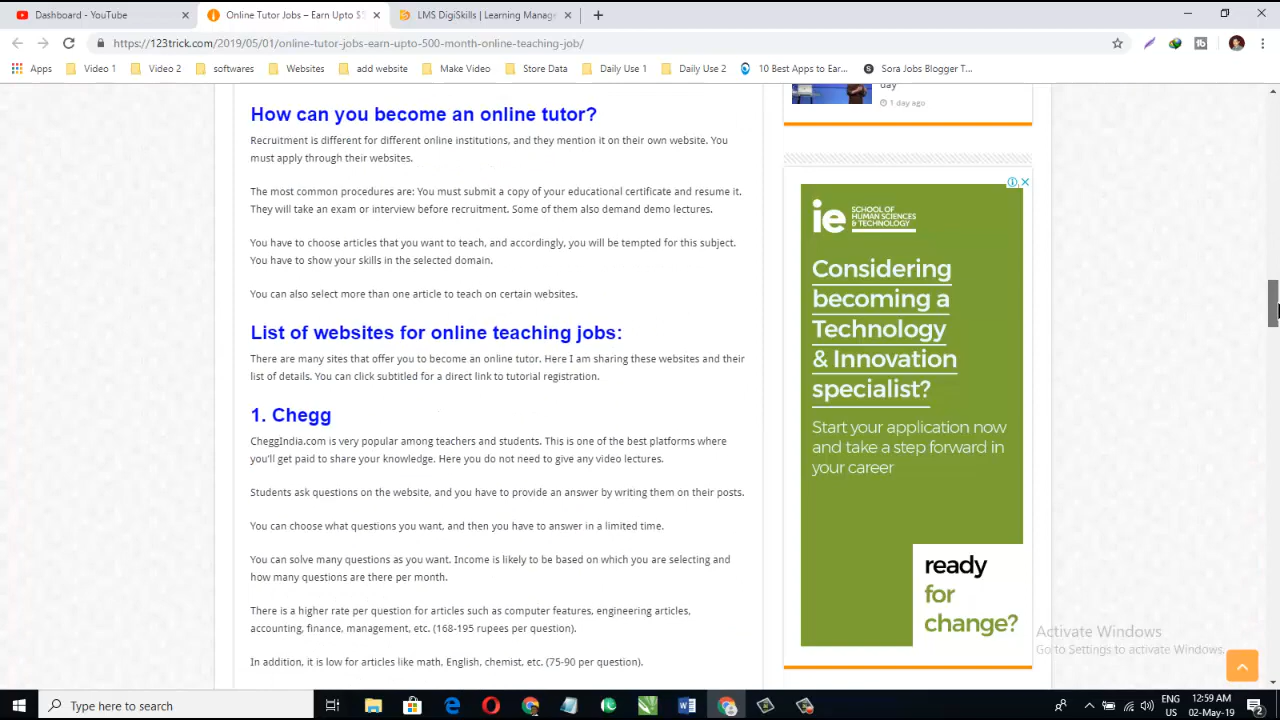 Dashboard - YouTube
Online Tutor Jobs – Earn Upto $5
LMS DigiSkills | Learning Manage
https://123trick.com/2019/05/01/online-tutor-jobs-earn-upto-500-month-online-teaching-job/
Apps
Video 1
Video 2
softwares
Websites
add website
Make Video
Store Data
Daily Use 1
Daily Use 2
10 Best Apps to Ear...
Sora Jobs Blogger T...
day
1 day ago
How can you become an online tutor?
Recruitment is different for different online institutions, and they mention it on their own website. You
must apply through their websites.
The most common procedures are: You must submit a copy of your educational certificate and resume it.
They will take an exam or interview before recruitment. Some of them also demand demo lectures.
You have to choose articles that you want to teach, and accordingly, you will be tempted for this subject.
You have to show your skills in the selected domain.
You can also select more than one article to teach on certain websites.
List of websites for online teaching jobs:
There are many sites that offer you to become an online tutor. Here I am sharing these websites and their
list of details. You can click subtitled for a direct link to tutorial registration.
1. Chegg
CheggIndia.com is very popular among teachers and students. This is one of the best platforms where
you'll get paid to share your knowledge. Here you do not need to give any video lectures.
Students ask questions on the website, and you have to provide an answer by writing them on their posts.
You can choose what questions you want, and then you have to answer in a limited time.
You can solve many questions as you want. Income is likely to be based on which you are selecting and
how many questions are there per month.
There is a higher rate per question for articles such as computer features, engineering articles,
accounting, finance, management, etc. (168-195 rupees per question).
In addition, it is low for articles like math, English, chemist, etc. (75-90 per question).
ie
SCHOOL OF
HUMAN SCIENCES
& TECHNOLOGY
Considering
becoming a
Technology
& Innovation
specialist?
Start your application now
and take a step forward in
your career
ready
for
change?
Activate Windows
Go to Settings to activate Windows.
Type here to search
ENG
US
12:59 AM
02-May-19
2